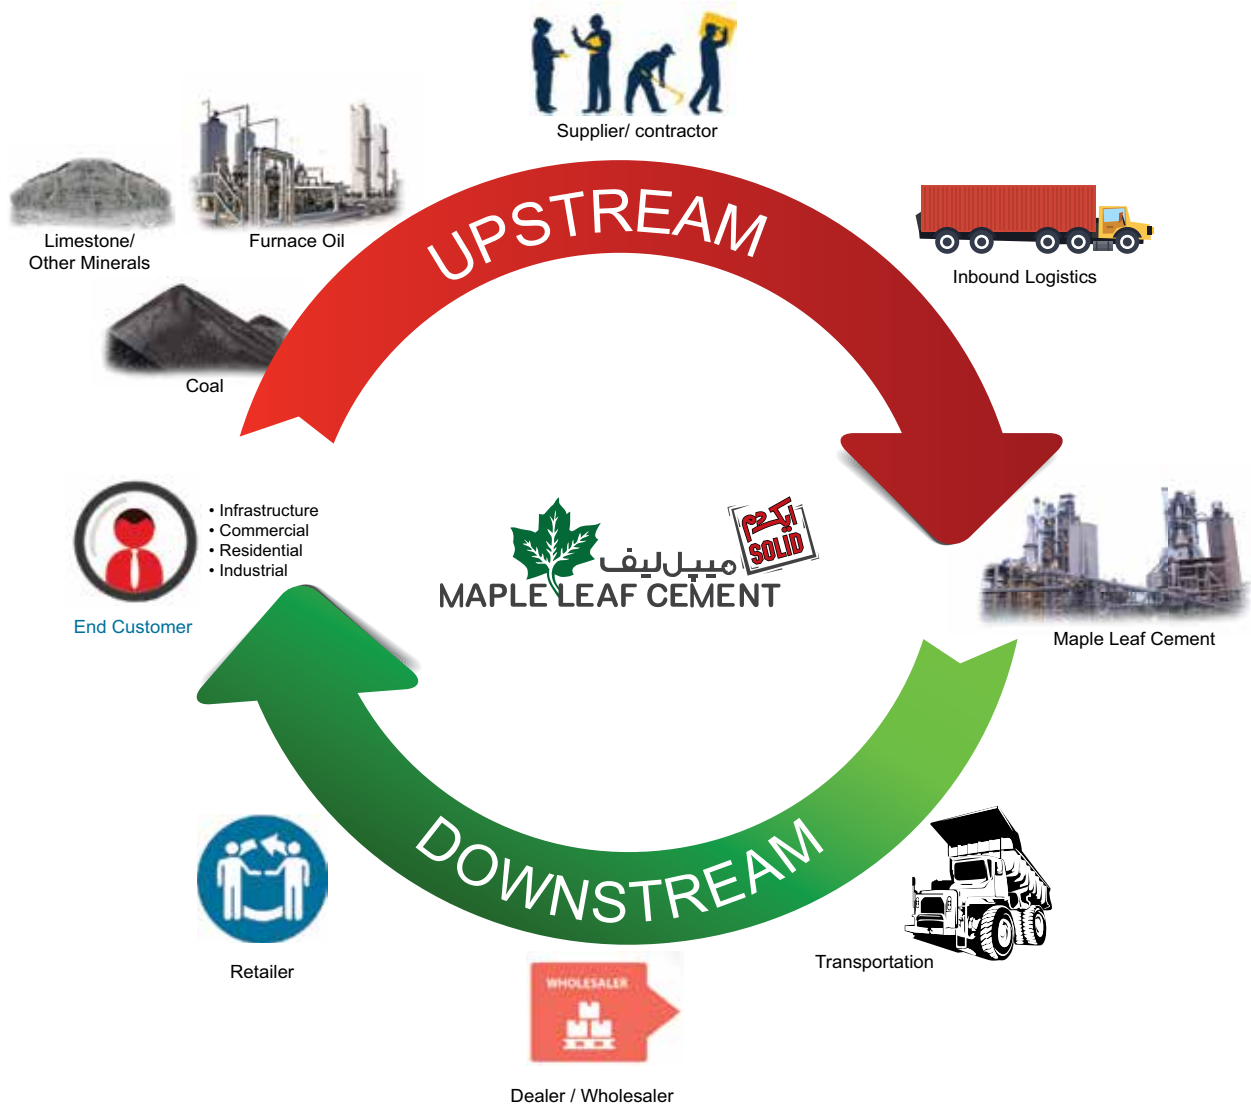 Supplier/ contractor
UPSTREAM
Limestone/
Other Minerals
Furnace Oil
Inbound Logistics
Coal
• Infrastructure
• Commercial
• Residential
• Industrial
End Customer
میپل لیف
MAPLE LEAF CEMENT
ایکدم
SOLID
Maple Leaf Cement
DOWNSTREAM
Transportation
Retailer
WHOLESALER
Dealer / Wholesaler